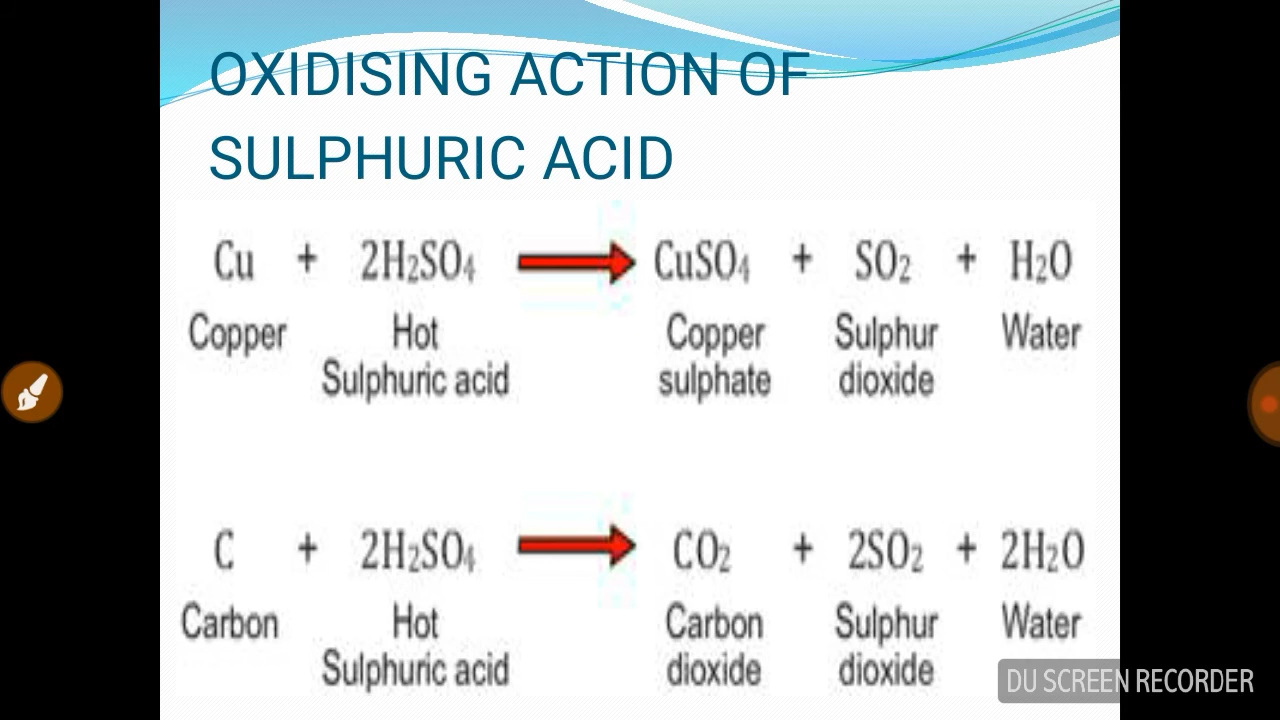 OXIDISING ACTION OF
SULPHURIC ACID
Cu + 2H₂SO₄ → CuSO₄ + SO₂ + H₂O
Copper Hot Copper Sulphur Water
Sulphuric acid sulphate dioxide
C + 2H₂SO₄ → CO₂ + 2SO₂ + 2H₂O
Carbon Hot Carbon Sulphur Water
Sulphuric acid dioxide dioxide
DU SCREEN RECORDER